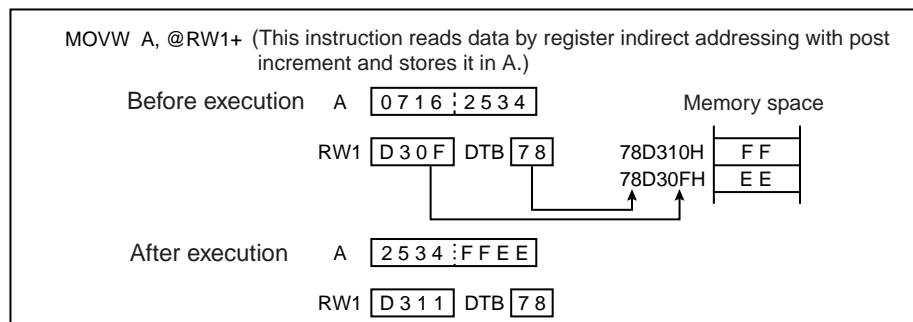 MOVW A, @RW1+ (This instruction reads data by register indirect addressing with post
increment and stores it in A.)
Before execution A 0716 2534 Memory space
RW1 D30F DTB 78 78D310H FF
78D30FH EE
After execution A 2534 FFEE
RW1 D311 DTB 78